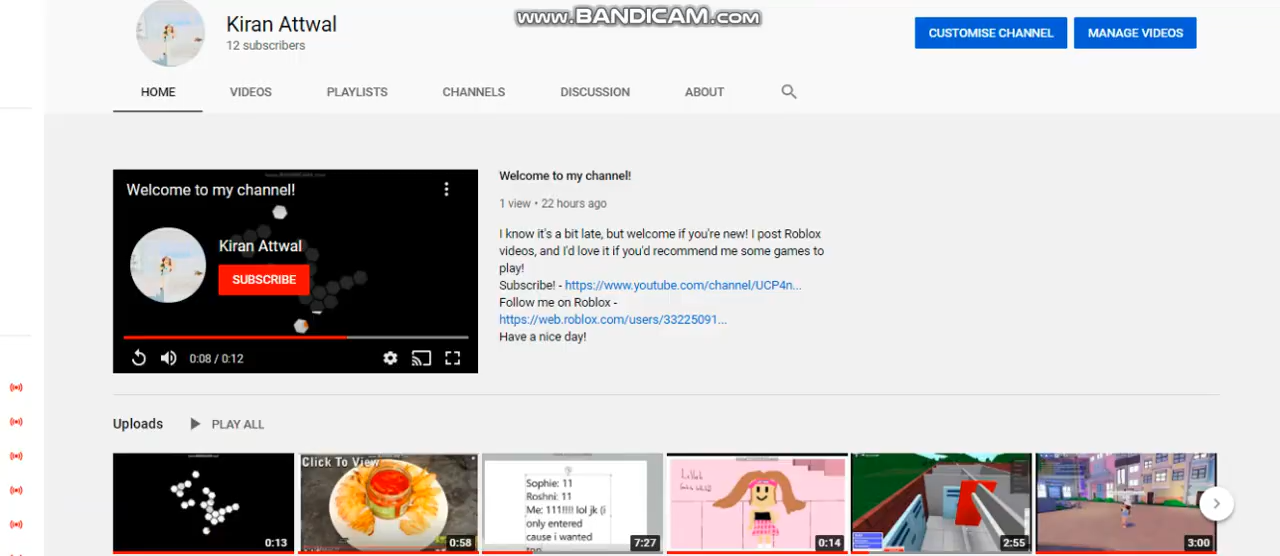 www.BANDICAM.com
Kiran Attwal
12 subscribers
CUSTOMISE CHANNEL
MANAGE VIDEOS
HOME
VIDEOS
PLAYLISTS
CHANNELS
DISCUSSION
ABOUT
Welcome to my channel!
Kiran Attwal
SUBSCRIBE
0:08 / 0:12
Welcome to my channel!
1 view • 22 hours ago
I know it's a bit late, but welcome if you're new! I post Roblox
videos, and I'd love it if you'd recommend me some games to
play!
Subscribe! - https://www.youtube.com/channel/UCP4n...
Follow me on Roblox -
https://web.roblox.com/users/33225091...
Have a nice day!
Uploads
PLAY ALL
0:13
Click To View
0:58
Sophie: 11
Roshni: 11
Me: 111!!!! lol jk (i
only entered
cause i wanted
7:27
0:14
2:55
3:00